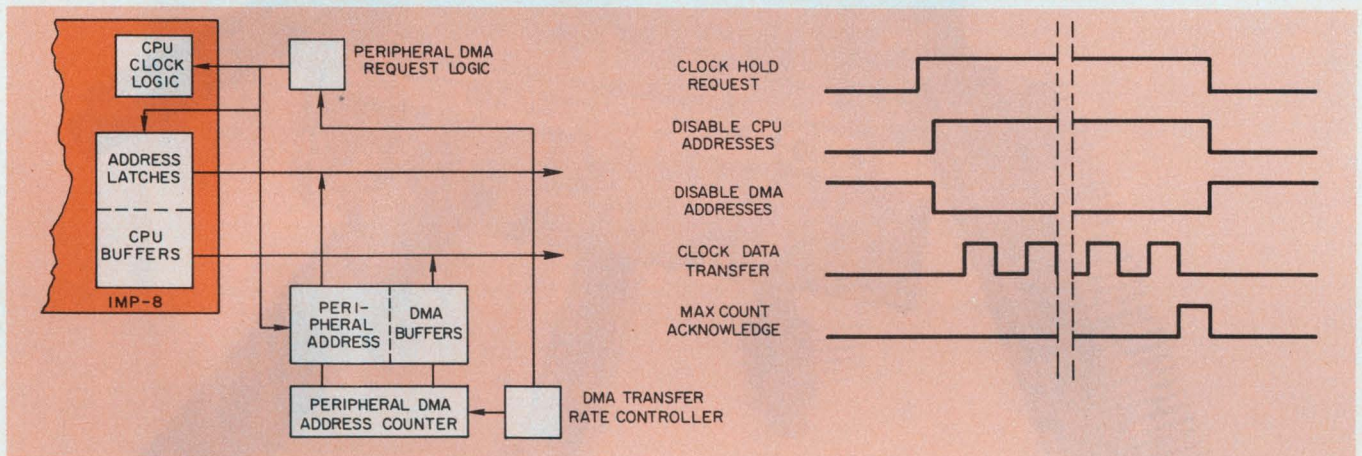 CPU
CLOCK
LOGIC
PERIPHERAL DMA
REQUEST LOGIC
ADDRESS
LATCHES
CPU
BUFFERS
IMP-8
PERI-
PHERAL
ADDRESS
DMA
BUFFERS
PERIPHERAL DMA
ADDRESS COUNTER
DMA TRANSFER
RATE CONTROLLER
CLOCK HOLD
REQUEST
DISABLE CPU
ADDRESSES
DISABLE DMA
ADDRESSES
CLOCK DATA
TRANSFER
MAX COUNT
ACKNOWLEDGE